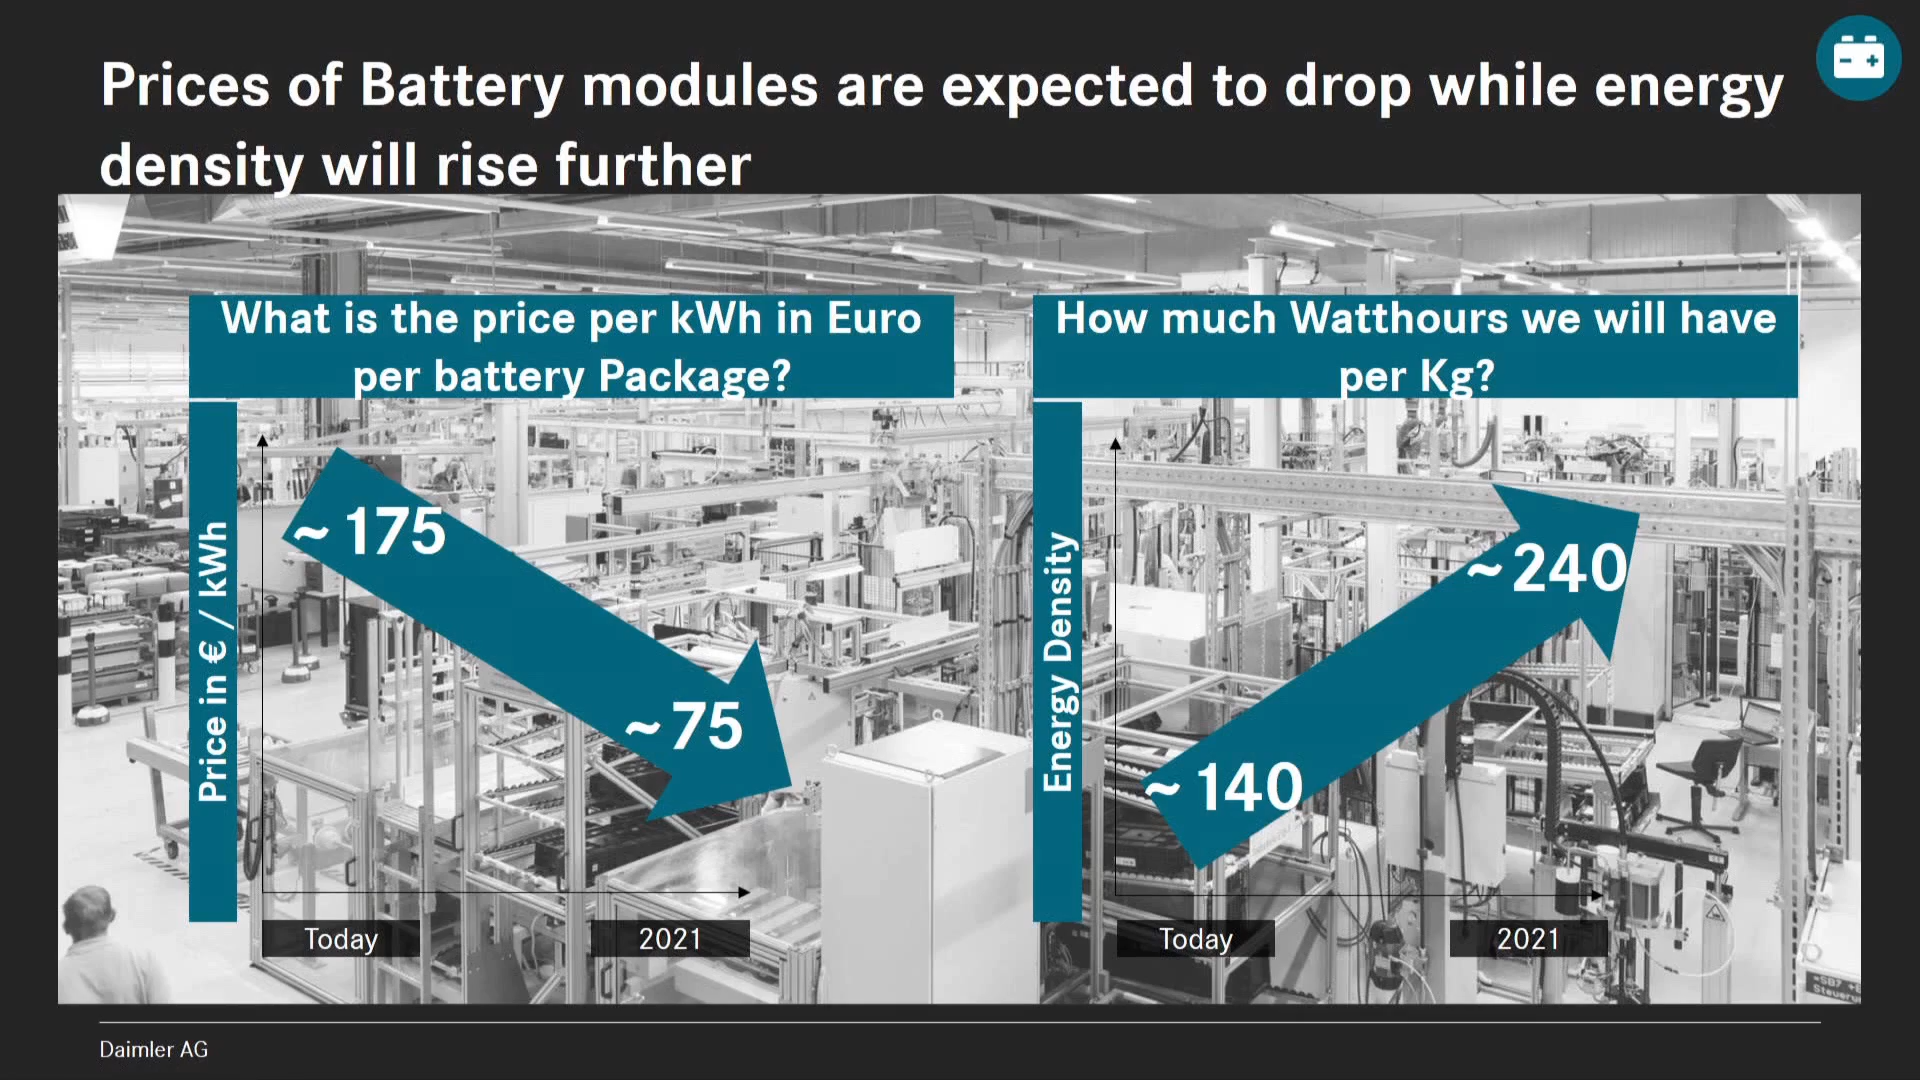 Prices of Battery modules are expected to drop while energy
density will rise further
What is the price per kWh in Euro
per battery Package?
Price in € / kWh
~ 175
~ 75
Today
2021
How much Watthours we will have
per Kg?
Energy Density
~ 240
~ 140
Today
2021
Daimler AG